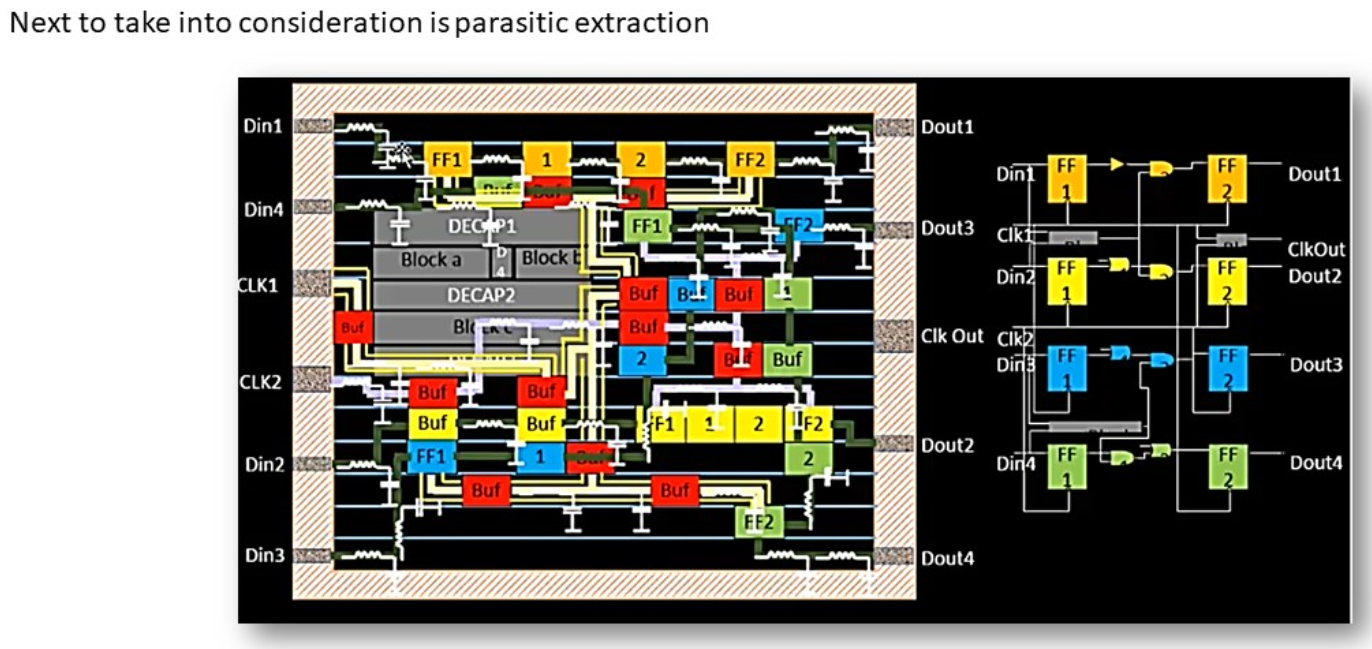 Next to take into consideration is parasitic extraction
Din1
Dout1
FF1 1 2 FF2
Buf Buf
Din4
DECAP1
FF1
FF2
Dout3
Block a
D
4
Block b
CLK1
DECAP2
Buf Buf Buf 1
Buf
Block c
Buf
Clk Out
2
Buf
Buf
CLK2
Buf
Buf
Buf
Buf
FF1 1 2 FF2
Dout2
Din2
FF1 1 Buf
2
Buf
Buf
FF2
Din3
Dout4
Din1
FF
1
FF
2
Dout1
Clk1
ClkOut
Din2
FF
1
FF
2
Dout2
Clk2
Din3
FF
1
FF
2
Dout3
Din4
FF
1
FF
2
Dout4